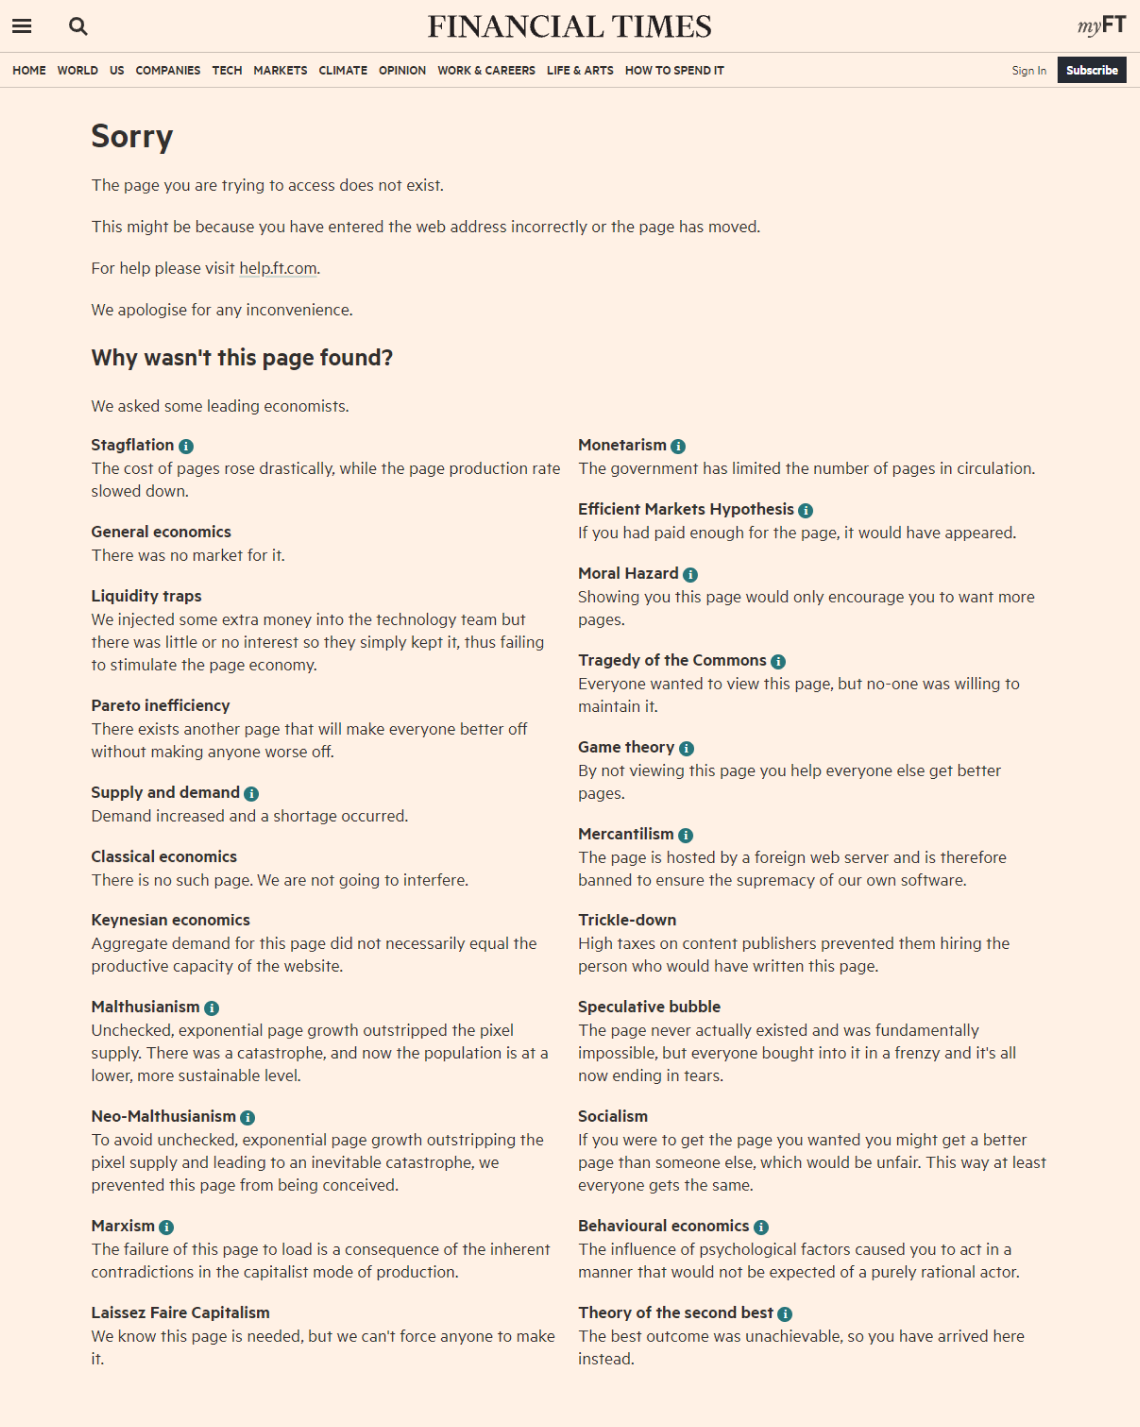 FINANCIAL TIMES
myFT
HOME WORLD US COMPANIES TECH MARKETS CLIMATE OPINION WORK & CAREERS LIFE & ARTS HOW TO SPEND IT
Sign In Subscribe
Sorry
The page you are trying to access does not exist.
This might be because you have entered the web address incorrectly or the page has moved.
For help please visit help.ft.com.
We apologise for any inconvenience.
Why wasn't this page found?
We asked some leading economists.
Stagflation i
The cost of pages rose drastically, while the page production rate
slowed down.
General economics
There was no market for it.
Liquidity traps
We injected some extra money into the technology team but
there was little or no interest so they simply kept it, thus failing
to stimulate the page economy.
Pareto inefficiency
There exists another page that will make everyone better off
without making anyone worse off.
Supply and demand i
Demand increased and a shortage occurred.
Classical economics
There is no such page. We are not going to interfere.
Keynesian economics
Aggregate demand for this page did not necessarily equal the
productive capacity of the website.
Malthusianism i
Unchecked, exponential page growth outstripped the pixel
supply. There was a catastrophe, and now the population is at a
lower, more sustainable level.
Neo-Malthusianism i
To avoid unchecked, exponential page growth outstripping the
pixel supply and leading to an inevitable catastrophe, we
prevented this page from being conceived.
Marxism i
The failure of this page to load is a consequence of the inherent
contradictions in the capitalist mode of production.
Laissez Faire Capitalism
We know this page is needed, but we can't force anyone to make
it.
Monetarism i
The government has limited the number of pages in circulation.
Efficient Markets Hypothesis i
If you had paid enough for the page, it would have appeared.
Moral Hazard i
Showing you this page would only encourage you to want more
pages.
Tragedy of the Commons i
Everyone wanted to view this page, but no-one was willing to
maintain it.
Game theory i
By not viewing this page you help everyone else get better
pages.
Mercantilism i
The page is hosted by a foreign web server and is therefore
banned to ensure the supremacy of our own software.
Trickle-down
High taxes on content publishers prevented them hiring the
person who would have written this page.
Speculative bubble
The page never actually existed and was fundamentally
impossible, but everyone bought into it in a frenzy and it's all
now ending in tears.
Socialism
If you were to get the page you wanted you might get a better
page than someone else, which would be unfair. This way at least
everyone gets the same.
Behavioural economics i
The influence of psychological factors caused you to act in a
manner that would not be expected of a purely rational actor.
Theory of the second best i
The best outcome was unachievable, so you have arrived here
instead.